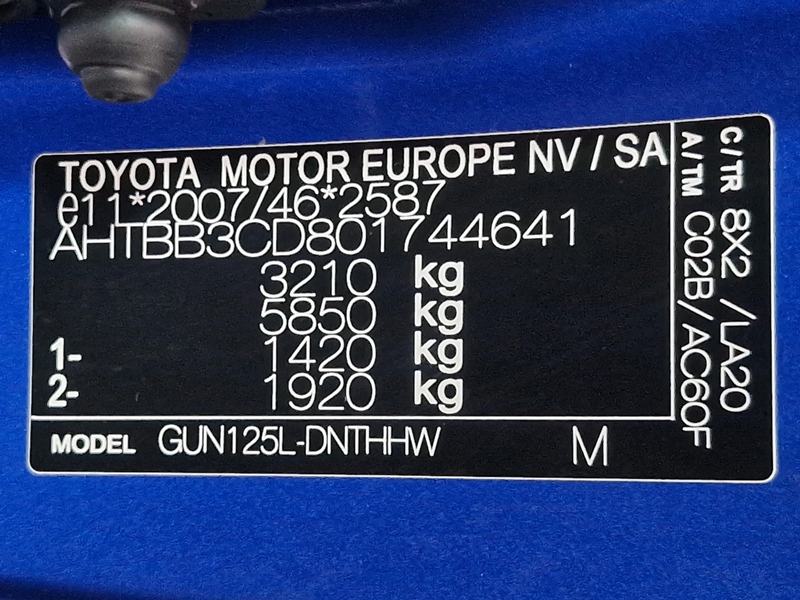 TOYOTA MOTOR EUROPE NV / SA
e11*2007/46*2587
AHTBB3CD801744641
3210 kg
5850 kg
1- 1420 kg
2- 1920 kg
MODEL GUN125L-DNTHHW M
C/TR 8X2 /LA20
A/TM C02B/AC60F